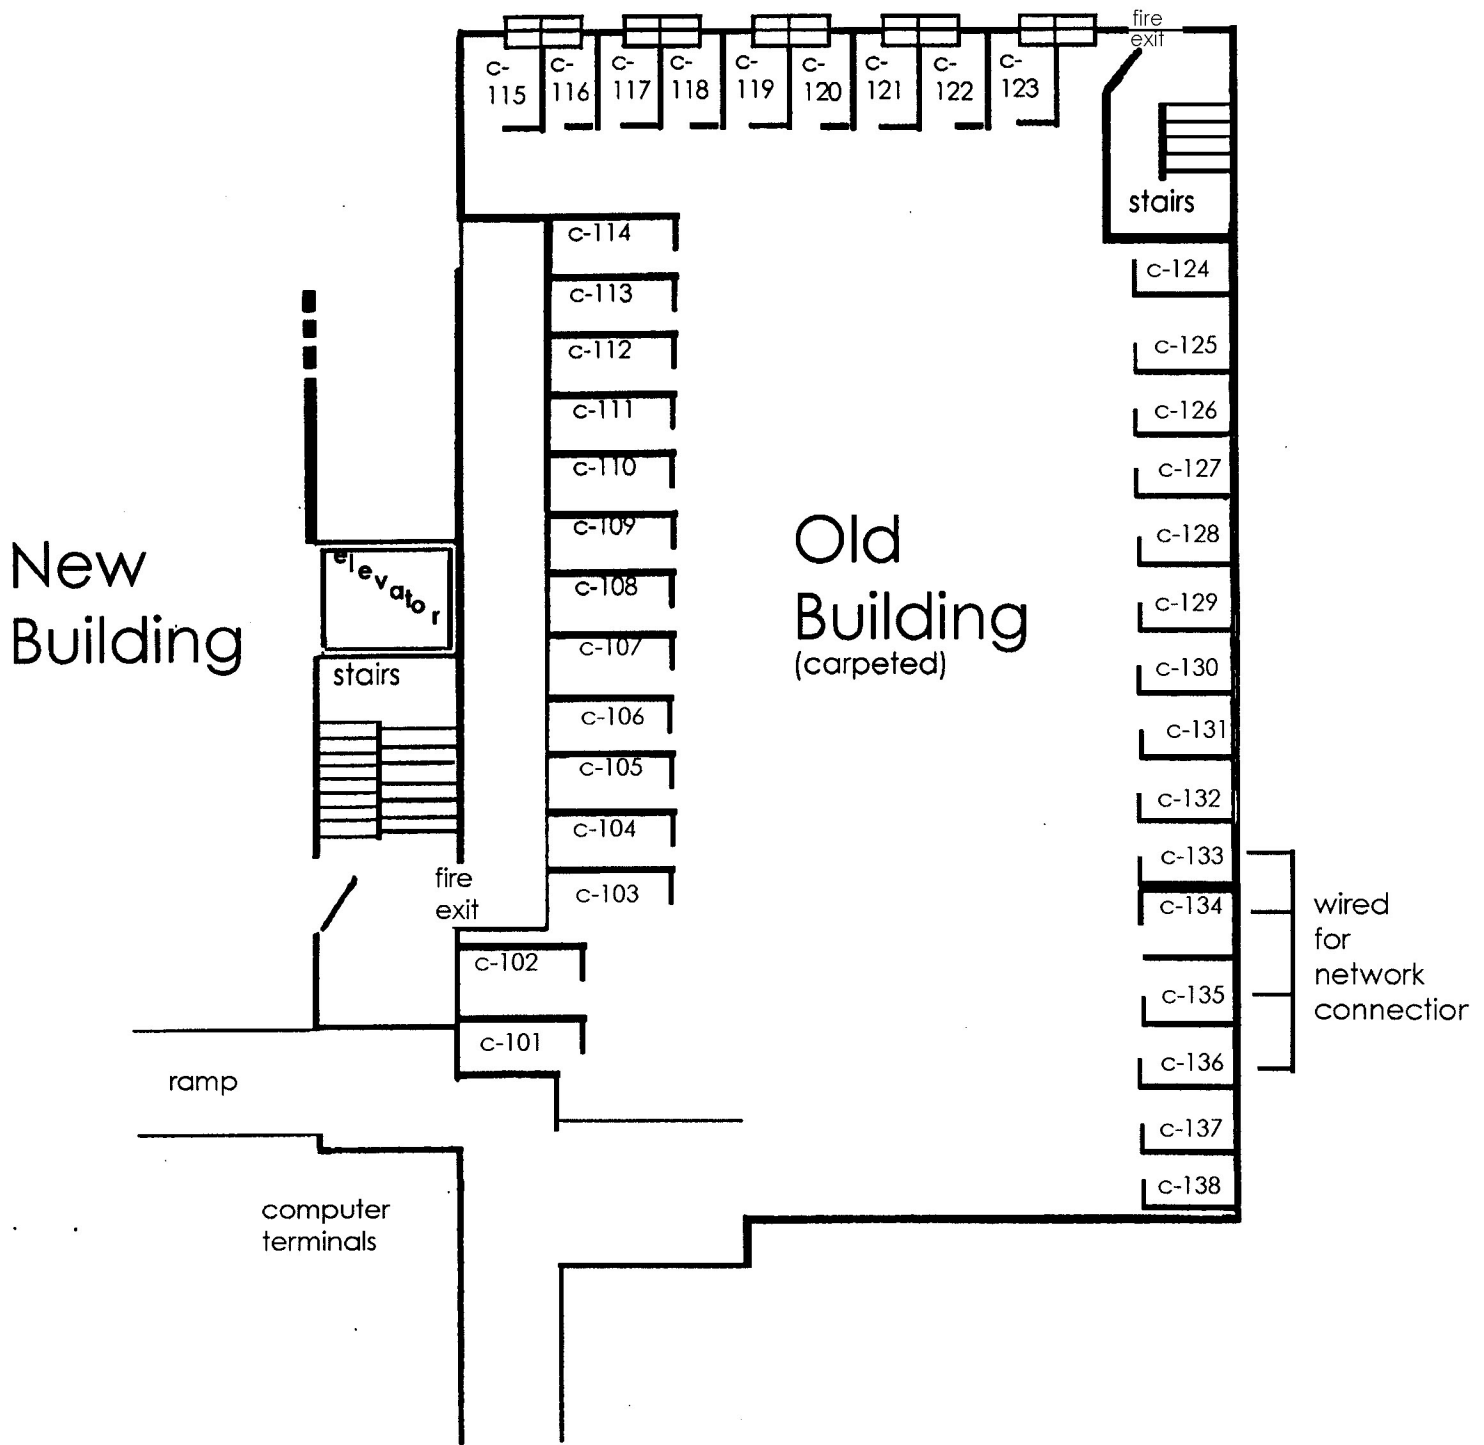 fire
exit
c-
115
c-
116
c-
117
c-
118
c-
119
c-
120
c-
121
c-
122
c-
123
stairs
c-114
c-113
c-112
c-111
c-110
c-109
c-108
c-107
c-106
c-105
c-104
c-103
c-102
c-101
c-124
c-125
c-126
c-127
c-128
c-129
c-130
c-131
c-132
c-133
c-134
c-135
c-136
c-137
c-138
New
Building
elevator
stairs
fire
exit
Old
Building
(carpeted)
wired
for
network
connectior
ramp
computer
terminals